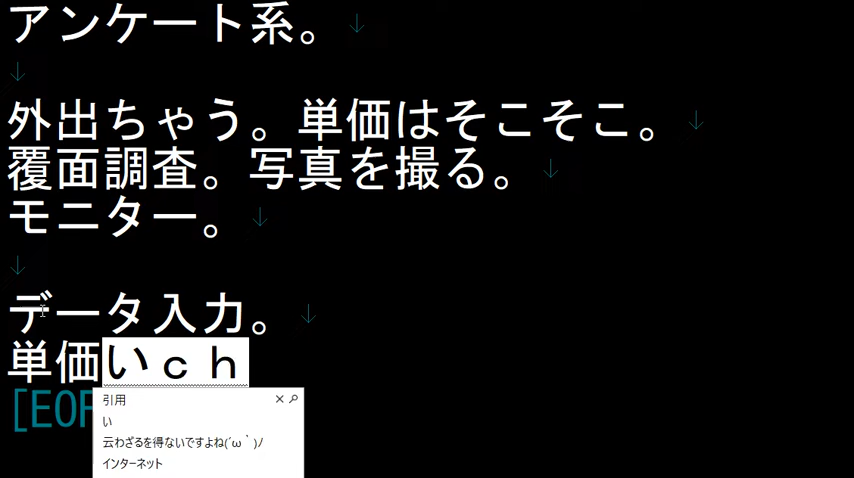 アンケート系。↓
↓
外出ちゃう。単価はそこそこ。↓
覆面調査。写真を撮る。↓
モニター。↓
↓
データ入力。↓
単価いｃｈ
[EOF
引用
い
云わざるを得ないですよね(´ω｀)ﾉ
インターネット